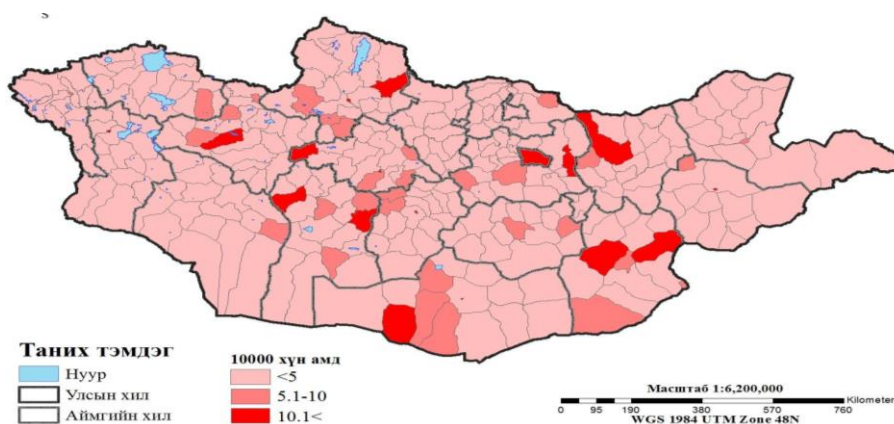 s
Таних тэмдэг
Нуур
Улсын хил
Аймгийн хил
10000 хүн амд
<5
5.1-10
10.1<
Масштаб 1:6,200,000
Kilometer
0 95 190 380 570 760
WGS 1984 UTM Zone 48N